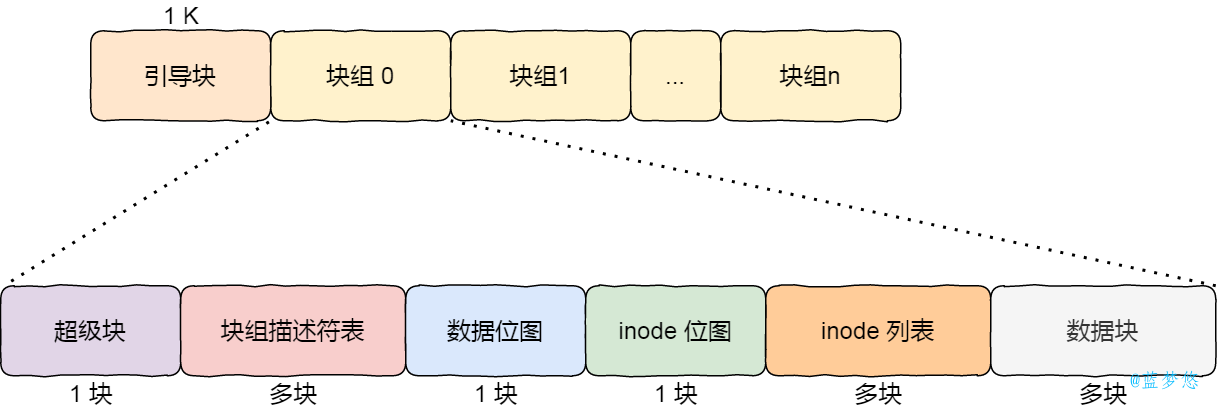 1 K
引导块
块组 0
块组1
...
块组n
超级块
块组描述符表
数据位图
inode 位图
inode 列表
数据块
1 块
多块
1 块
1 块
多块
多块
@蓝梦悠